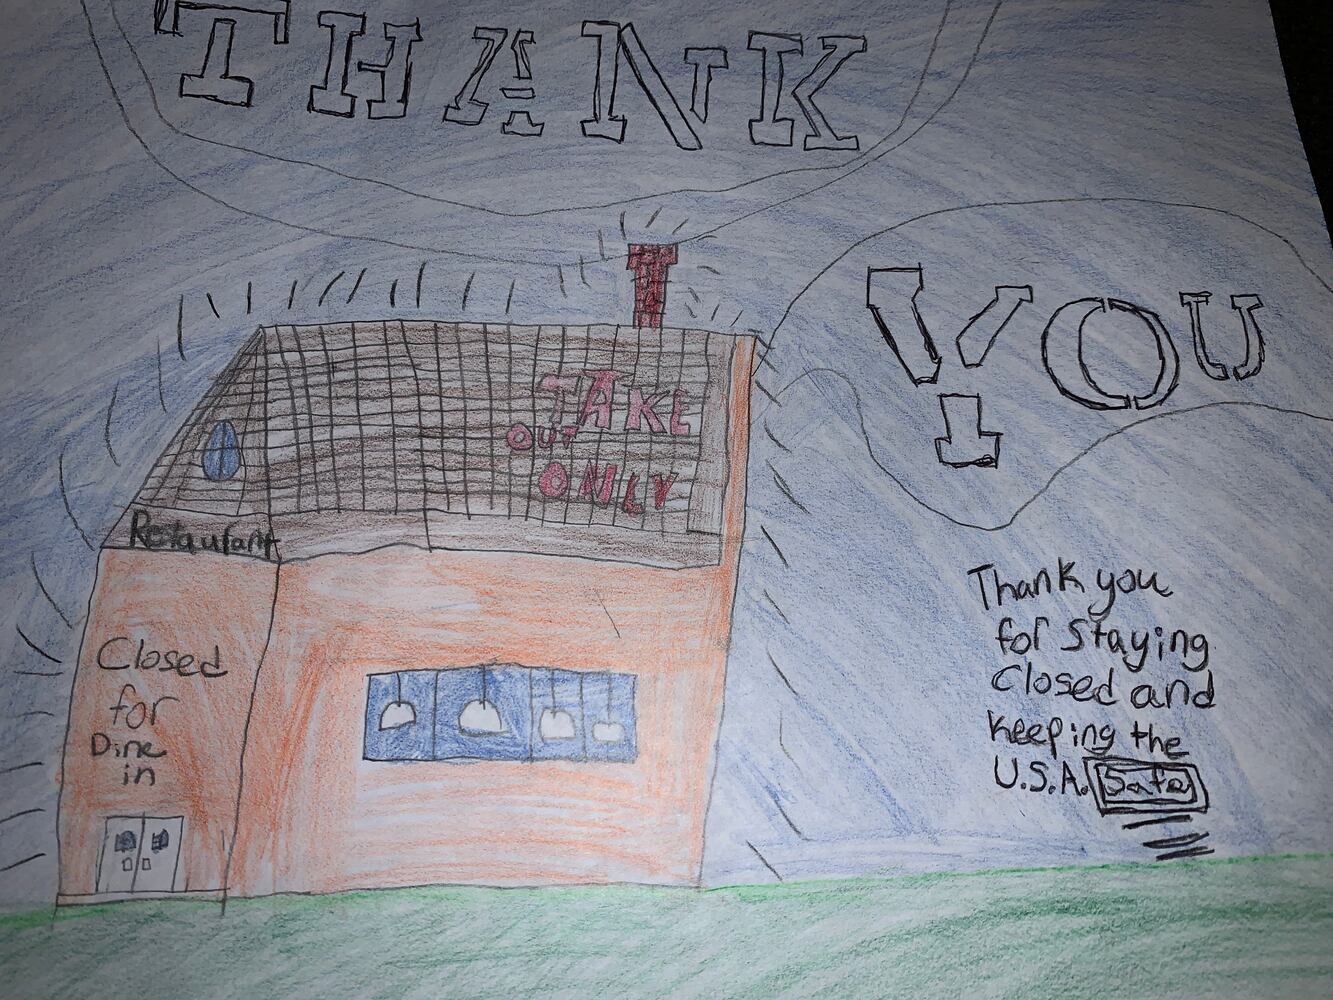 THANK
YOU
TAKE
OUT
ONLY
Restaurant
Closed
for
Dine
in
Thank you
for Staying
Closed and
keeping the
U.S.A. Safe